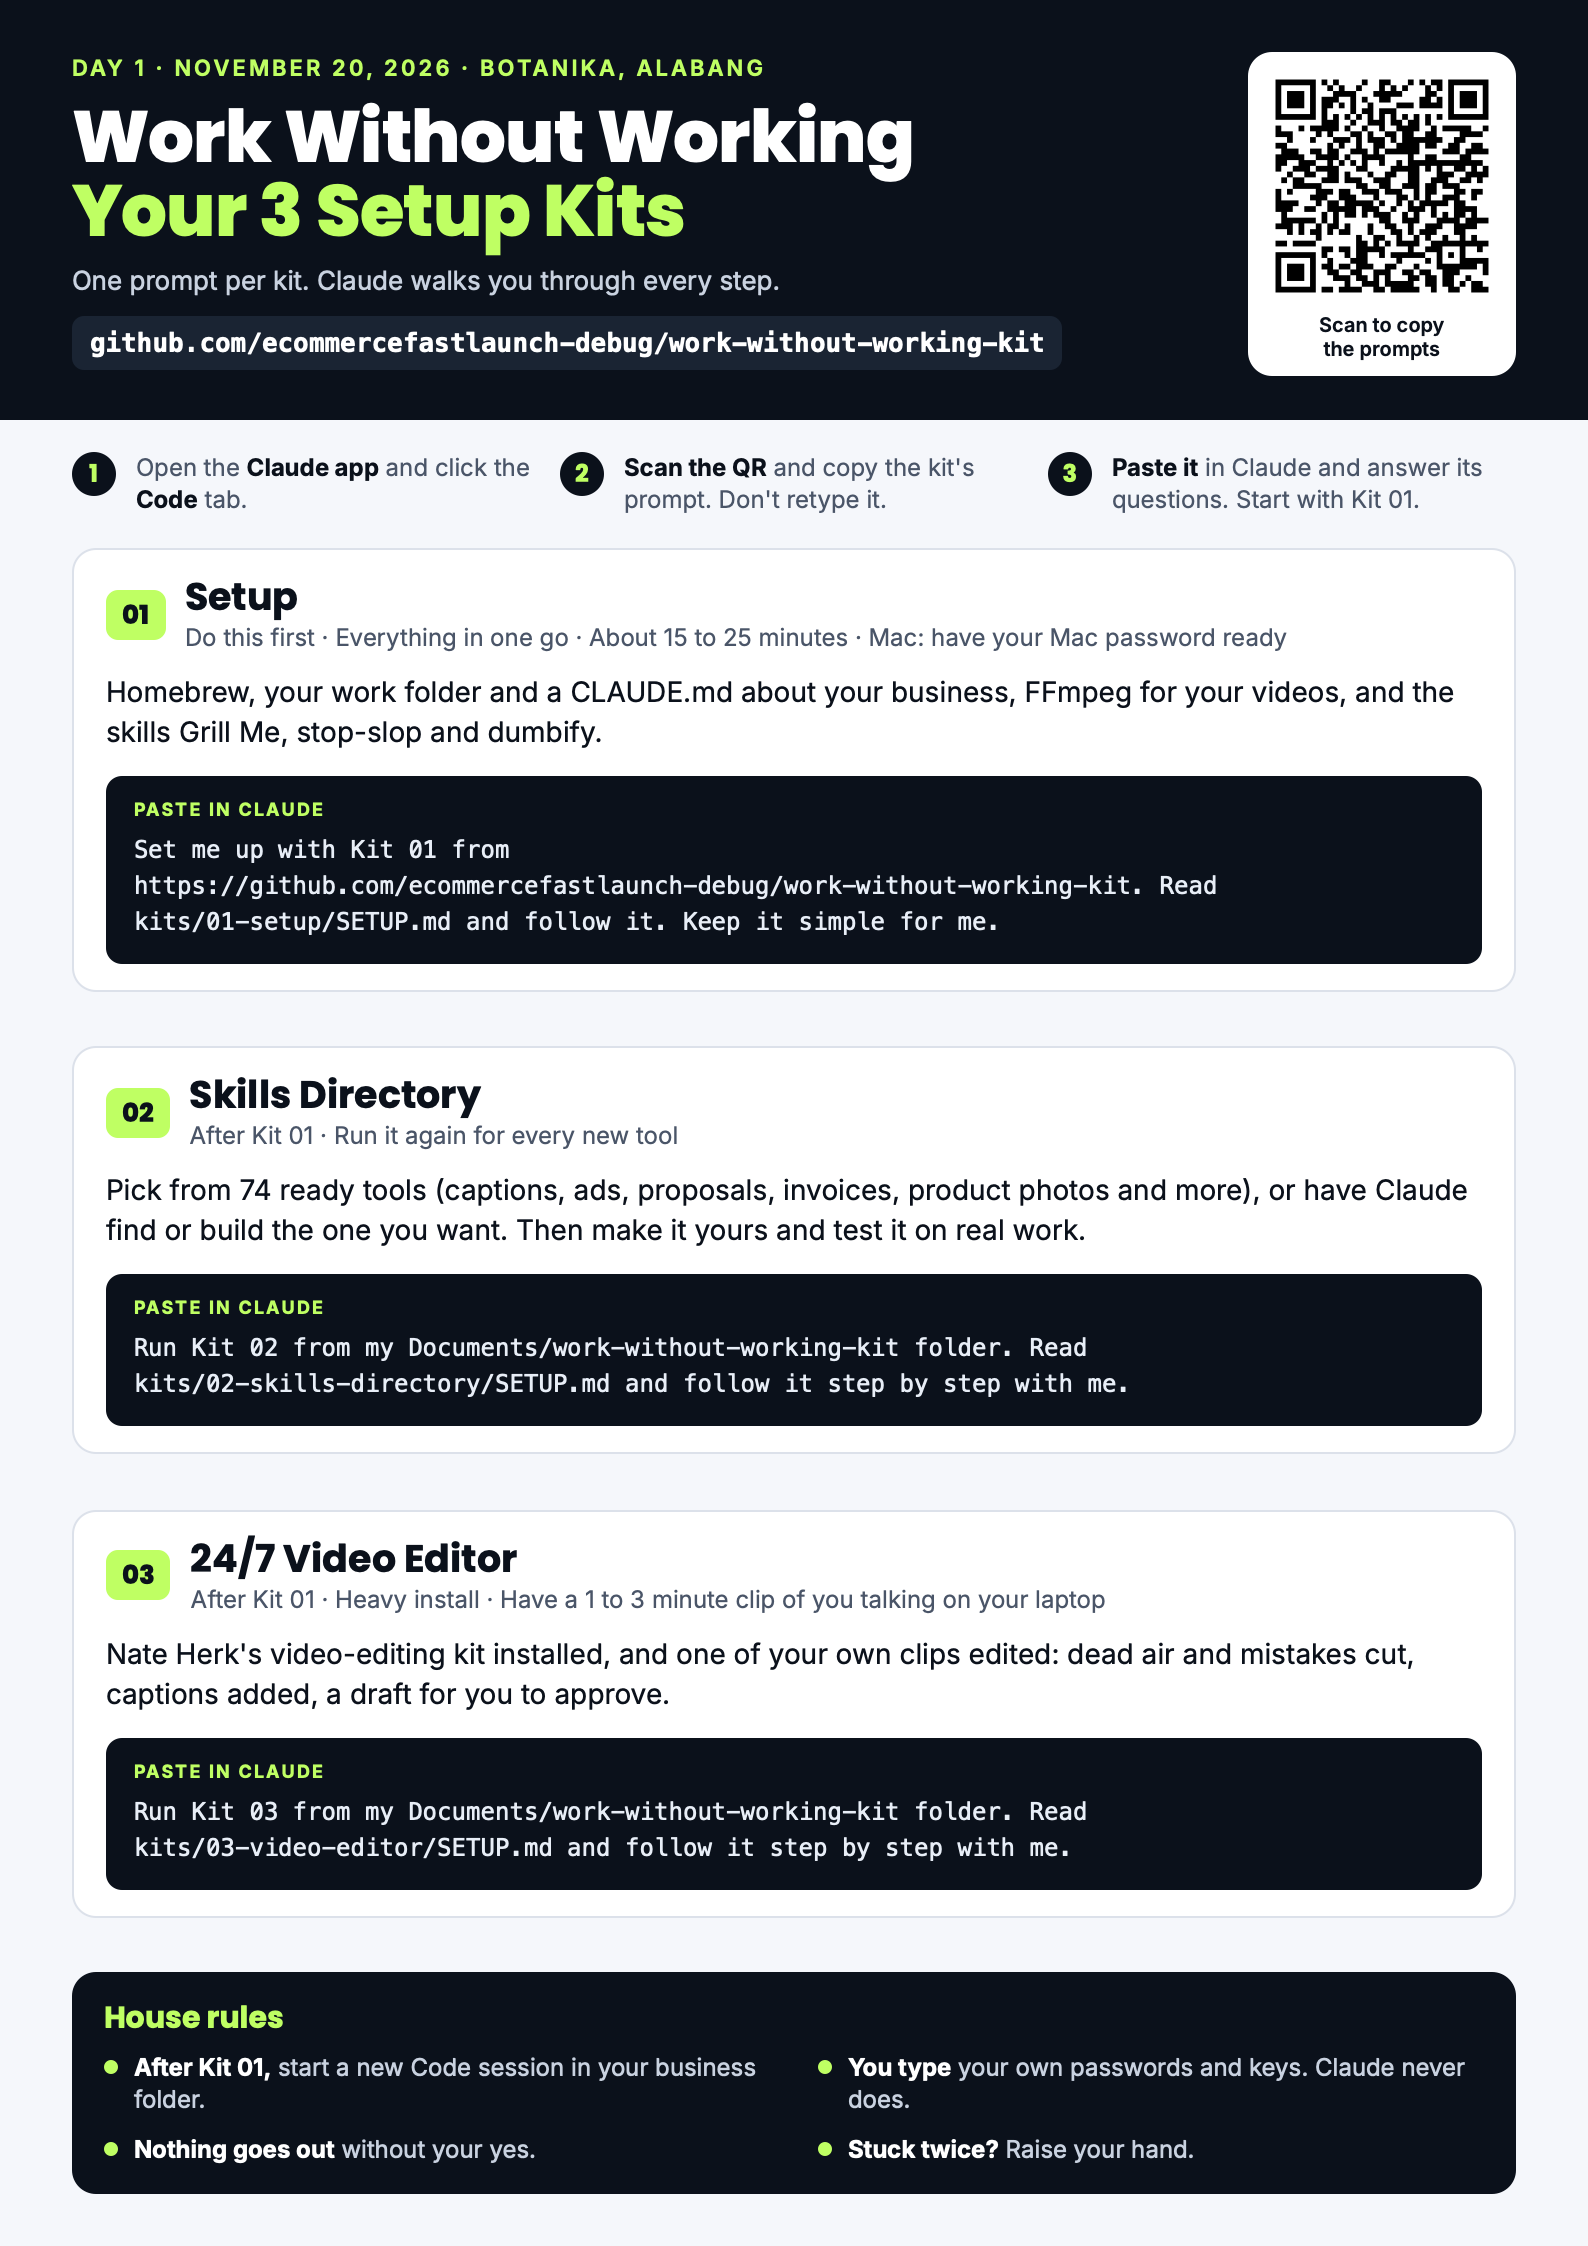 DAY 1 · NOVEMBER 20, 2026 · BOTANIKA, ALABANG
Work Without Working
Your 3 Setup Kits
One prompt per kit. Claude walks you through every step.
github.com/ecommercefastlaunch-debug/work-without-working-kit
Scan to copy
the prompts
1
Open the Claude app and click the
Code tab.
2
Scan the QR and copy the kit's
prompt. Don't retype it.
3
Paste it in Claude and answer its
questions. Start with Kit 01.
01
Setup
Do this first · Everything in one go · About 15 to 25 minutes · Mac: have your Mac password ready
Homebrew, your work folder and a CLAUDE.md about your business, FFmpeg for your videos, and the
skills Grill Me, stop-slop and dumbify.
PASTE IN CLAUDE
Set me up with Kit 01 from
https://github.com/ecommercefastlaunch-debug/work-without-working-kit. Read
kits/01-setup/SETUP.md and follow it. Keep it simple for me.
02
Skills Directory
After Kit 01 · Run it again for every new tool
Pick from 74 ready tools (captions, ads, proposals, invoices, product photos and more), or have Claude
find or build the one you want. Then make it yours and test it on real work.
PASTE IN CLAUDE
Run Kit 02 from my Documents/work-without-working-kit folder. Read
kits/02-skills-directory/SETUP.md and follow it step by step with me.
03
24/7 Video Editor
After Kit 01 · Heavy install · Have a 1 to 3 minute clip of you talking on your laptop
Nate Herk's video-editing kit installed, and one of your own clips edited: dead air and mistakes cut,
captions added, a draft for you to approve.
PASTE IN CLAUDE
Run Kit 03 from my Documents/work-without-working-kit folder. Read
kits/03-video-editor/SETUP.md and follow it step by step with me.
House rules
After Kit 01, start a new Code session in your business
folder.
You type your own passwords and keys. Claude never
does.
Nothing goes out without your yes.
Stuck twice? Raise your hand.